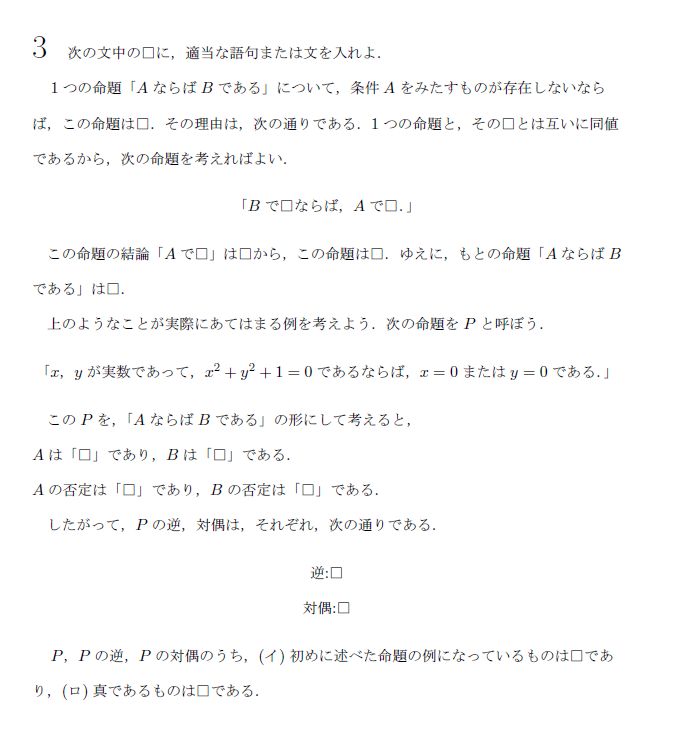 3 次の文中の□に，適当な語句または文を入れよ．
1 つの命題「A ならば B である」について，条件 A をみたすものが存在しないなら
ば，この命題は□．その理由は，次の通りである．1 つの命題と，その□とは互いに同値
であるから，次の命題を考えればよい．
「B で□ならば，A で□．」
この命題の結論「A で□」は□から，この命題は□．ゆえに，もとの命題「A ならば B
である」は□．
上のようなことが実際にあてはまる例を考えよう．次の命題を P と呼ぼう．
「x，y が実数であって，x² + y² + 1 = 0 であるならば，x = 0 または y = 0 である．」
この P を，「A ならば B である」の形にして考えると，
A は「□」であり，B は「□」である．
A の否定は「□」であり，B の否定は「□」である．
したがって，P の逆，対偶は，それぞれ，次の通りである．
逆:□
対偶:□
P，P の逆，P の対偶のうち，(イ) 初めに述べた命題の例になっているものは□であ
り，(ロ) 真であるものは□である．